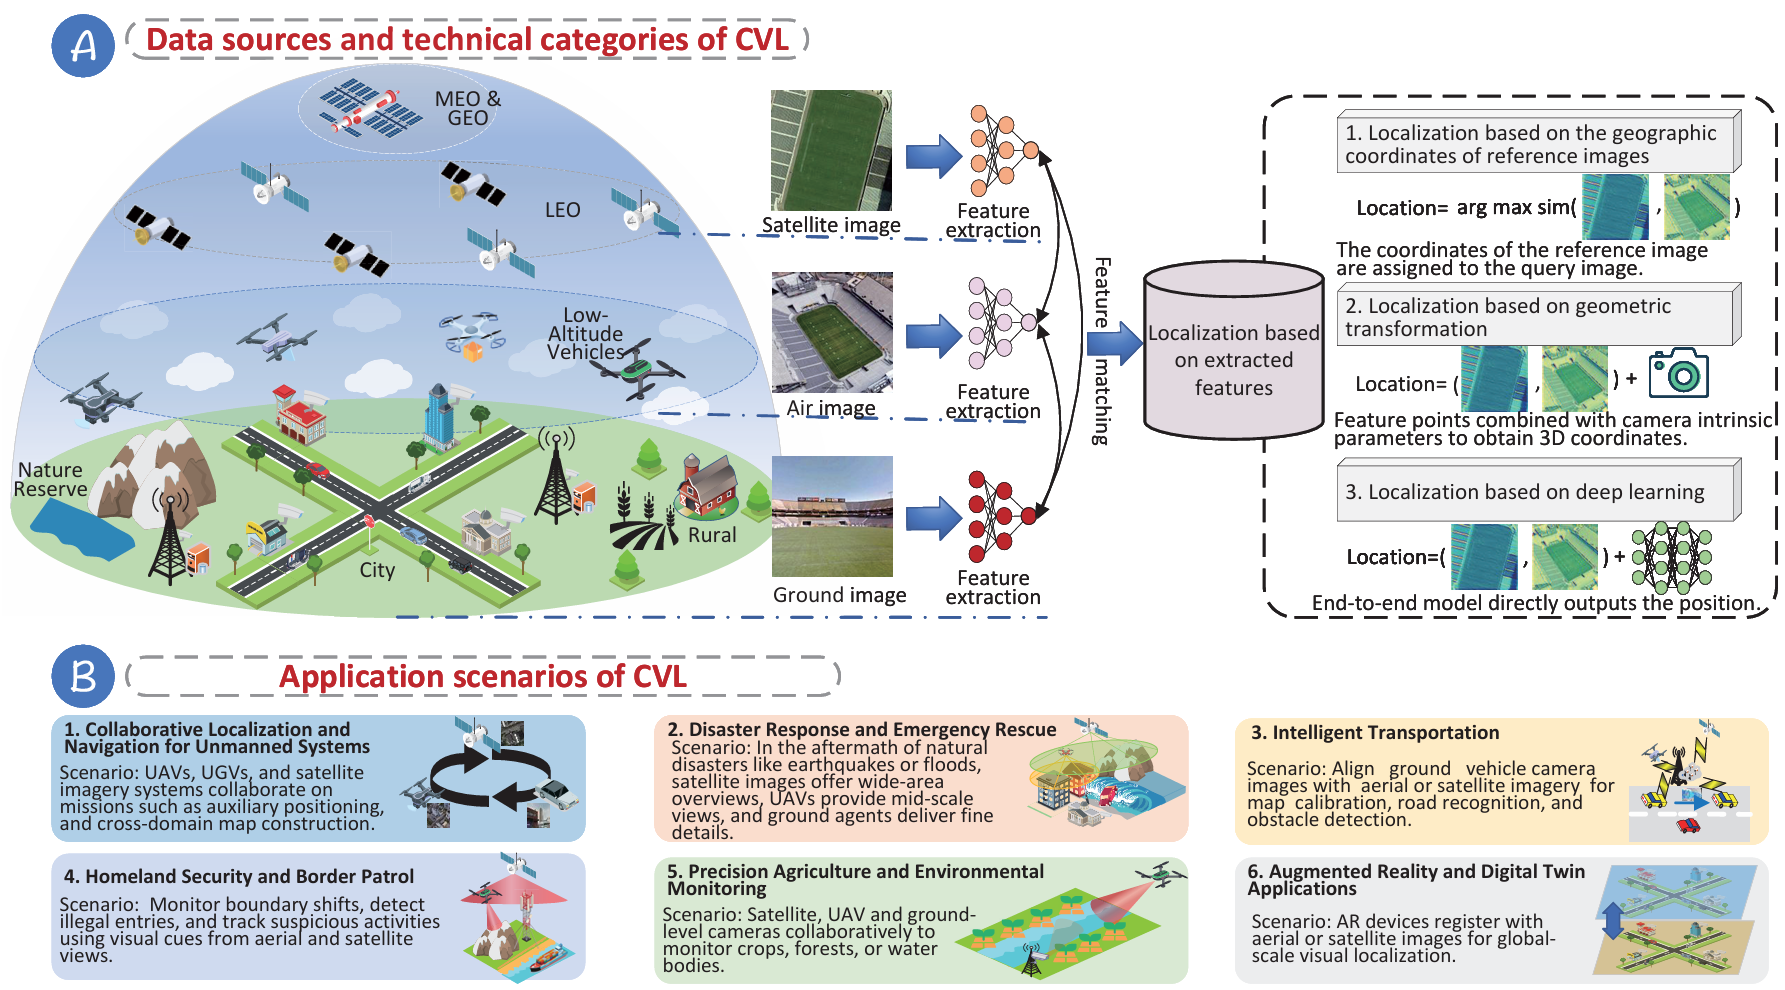 A
Data sources and technical categories of CVL
MEO &
GEO
LEO
Low-
Altitude
Vehicles
Nature
Reserve
City
Rural
Satellite image
Air image
Ground image
Feature
extraction
Feature
extraction
Feature
extraction
Feature matching
Localization based
on extracted
features
1. Localization based on the geographic
coordinates of reference images
Location= arg max sim( , )
The coordinates of the reference image
are assigned to the query image.
2. Localization based on geometric
transformation
Location= ( , ) +
Feature points combined with camera intrinsic
parameters to obtain 3D coordinates.
3. Localization based on deep learning
Location=( , ) +
End-to-end model directly outputs the position.
B
Application scenarios of CVL
1. Collaborative Localization and
Navigation for Unmanned Systems
Scenario: UAVs, UGVs, and satellite
imagery systems collaborate on
missions such as auxiliary positioning,
and cross-domain map construction.
2. Disaster Response and Emergency Rescue
Scenario: In the aftermath of natural
disasters like earthquakes or floods,
satellite images offer wide-area
overviews, UAVs provide mid-scale
views, and ground agents deliver fine
details.
3. Intelligent Transportation
Scenario: Align ground vehicle camera
images with aerial or satellite imagery for
map calibration, road recognition, and
obstacle detection.
4. Homeland Security and Border Patrol
Scenario: Monitor boundary shifts, detect
illegal entries, and track suspicious activities
using visual cues from aerial and satellite
views.
5. Precision Agriculture and Environmental
Monitoring
Scenario: Satellite, UAV and ground-
level cameras collaboratively to
monitor crops, forests, or water
bodies.
6. Augmented Reality and Digital Twin
Applications
Scenario: AR devices register with
aerial or satellite images for global-
scale visual localization.